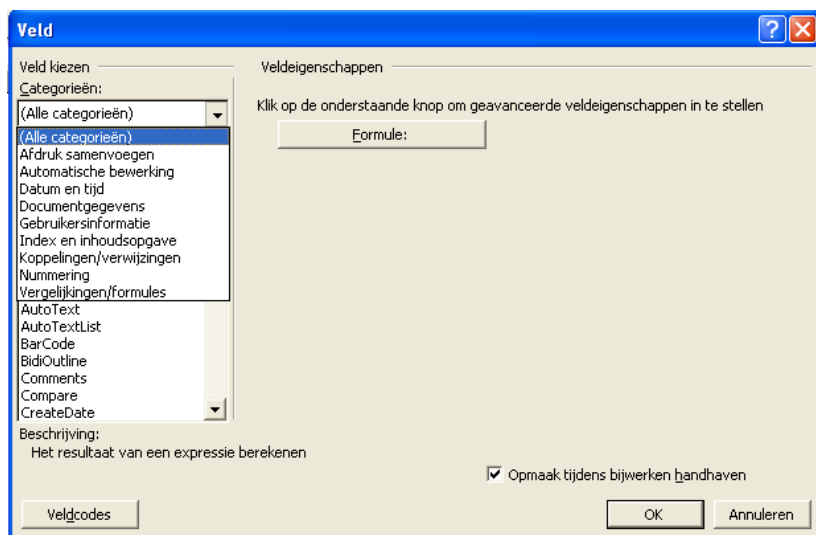 Veld
Veld kiezen
Categorieën:
(Alle categorieën)
(Alle categorieën)
Afdruk samenvoegen
Automatische bewerking
Datum en tijd
Documentgegevens
Gebruikersinformatie
Index en inhoudsopgave
Koppelingen/verwijzingen
Nummering
Vergelijkingen/formules
AutoText
AutoTextList
BarCode
BidiOutline
Comments
Compare
CreateDate
Beschrijving:
Het resultaat van een expressie berekenen
Veldeigenschappen
Klik op de onderstaande knop om geavanceerde veldeigenschappen in te stellen
Formule:
Opmaak tijdens bijwerken handhaven
Veldcodes
OK
Annuleren